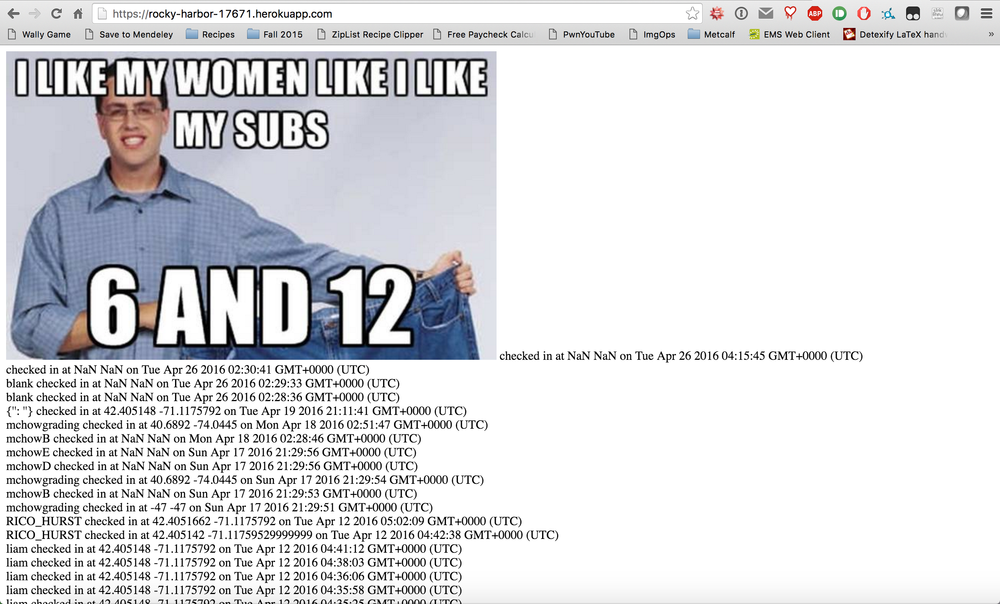 https://rocky-harbor-17671.herokuapp.com
ABP
strk thru
Wally Game Save to Mendeley Recipes Fall 2015 ZipList Recipe Clipper Free Paycheck Calcu PwnYouTube ImgOps Metcalf EMS Web Client Detexify LaTeX hand »
I LIKE MY WOMEN LIKE I LIKE
MY SUBS
6 AND 12
checked in at NaN NaN on Tue Apr 26 2016 04:15:45 GMT+0000 (UTC)
checked in at NaN NaN on Tue Apr 26 2016 02:30:41 GMT+0000 (UTC)
blank checked in at NaN NaN on Tue Apr 26 2016 02:29:33 GMT+0000 (UTC)
blank checked in at NaN NaN on Tue Apr 26 2016 02:28:36 GMT+0000 (UTC)
{": "} checked in at 42.405148 -71.1175792 on Tue Apr 19 2016 21:11:41 GMT+0000 (UTC)
mchowgrading checked in at 40.6892 -74.0445 on Mon Apr 18 2016 02:51:47 GMT+0000 (UTC)
mchowB checked in at NaN NaN on Mon Apr 18 2016 02:28:46 GMT+0000 (UTC)
mchowE checked in at NaN NaN on Sun Apr 17 2016 21:29:56 GMT+0000 (UTC)
mchowD checked in at NaN NaN on Sun Apr 17 2016 21:29:56 GMT+0000 (UTC)
mchowgrading checked in at 40.6892 -74.0445 on Sun Apr 17 2016 21:29:54 GMT+0000 (UTC)
mchowB checked in at NaN NaN on Sun Apr 17 2016 21:29:53 GMT+0000 (UTC)
mchowgrading checked in at -47 -47 on Sun Apr 17 2016 21:29:51 GMT+0000 (UTC)
RICO_HURST checked in at 42.4051662 -71.1175792 on Tue Apr 12 2016 05:02:09 GMT+0000 (UTC)
RICO_HURST checked in at 42.405142 -71.11759529999999 on Tue Apr 12 2016 04:42:38 GMT+0000 (UTC)
liam checked in at 42.405148 -71.1175792 on Tue Apr 12 2016 04:41:12 GMT+0000 (UTC)
liam checked in at 42.405148 -71.1175792 on Tue Apr 12 2016 04:38:03 GMT+0000 (UTC)
liam checked in at 42.405148 -71.1175792 on Tue Apr 12 2016 04:36:06 GMT+0000 (UTC)
liam checked in at 42.405148 -71.1175792 on Tue Apr 12 2016 04:35:58 GMT+0000 (UTC)
liam checked in at 42.405148 -71.1175792 on Tue Apr 12 2016 04:35:25 GMT+0000 (UTC)